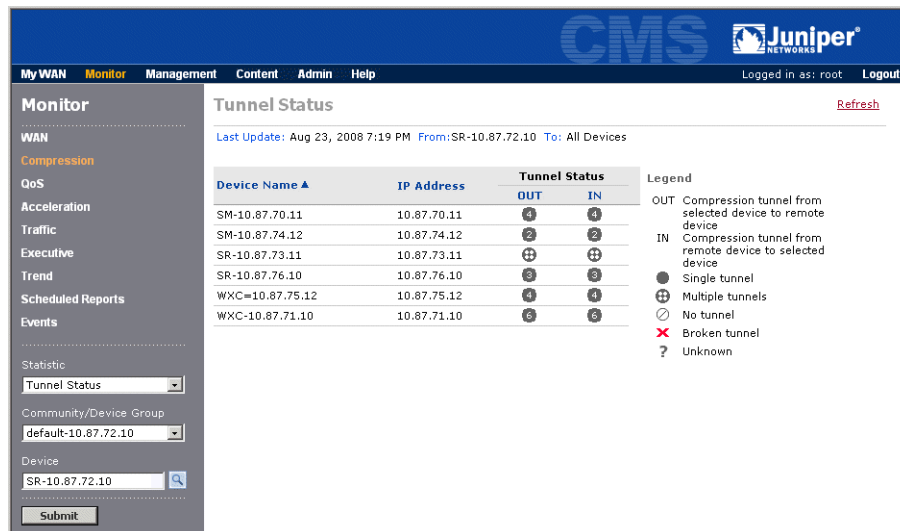 CMS
Juniper®
NETWORKS
My WAN Monitor Management Content Admin Help Logged in as: root Logout
Monitor
WAN
Compression
QoS
Acceleration
Traffic
Executive
Trend
Scheduled Reports
Events
Statistic
Tunnel Status
Community/Device Group
default-10.87.72.10
Device
SR-10.87.72.10
Submit
Tunnel Status Refresh
Last Update: Aug 23, 2008 7:19 PM From:SR-10.87.72.10 To: All Devices
Tunnel Status
Device Name IP Address
OUT IN
SM-10.87.70.11 10.87.70.11 4 4
SM-10.87.74.12 10.87.74.12 2 2
SR-10.87.73.11 10.87.73.11
SR-10.87.76.10 10.87.76.10 3 3
WXC=10.87.75.12 10.87.75.12 4 4
WXC-10.87.71.10 10.87.71.10 6 6
Legend
OUT Compression tunnel from
selected device to remote
device
IN Compression tunnel from
remote device to selected
device
Single tunnel
Multiple tunnels
No tunnel
Broken tunnel
? Unknown